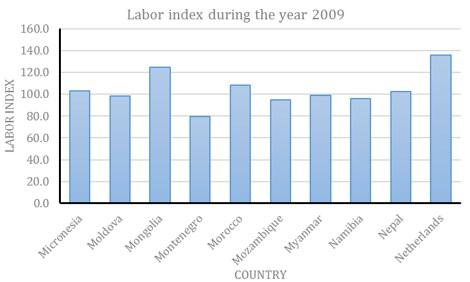 Labor index during the year 2009
160.0
140.0
120.0
100.0
80.0
60.0
40.0
20.0
0.0
LABOR INDEX
Micronesia
Moldova
Mongolia
Montenegro
Morocco
Mozambique
Myanmar
Namibia
Nepal
Netherlands
COUNTRY